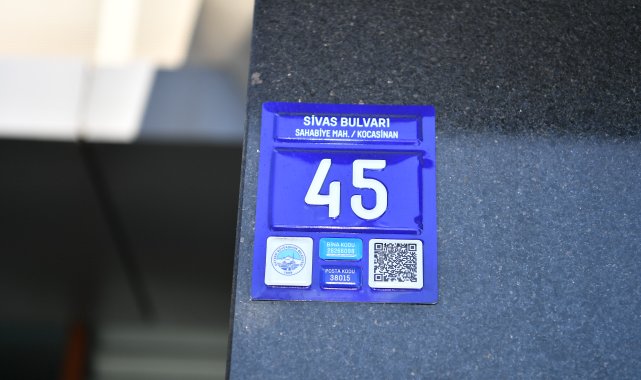 SİVAS BULVARI
SAHABİYE MAH. / KOCASİNAN
45
BİNA KODU
POSTA KODU
38015